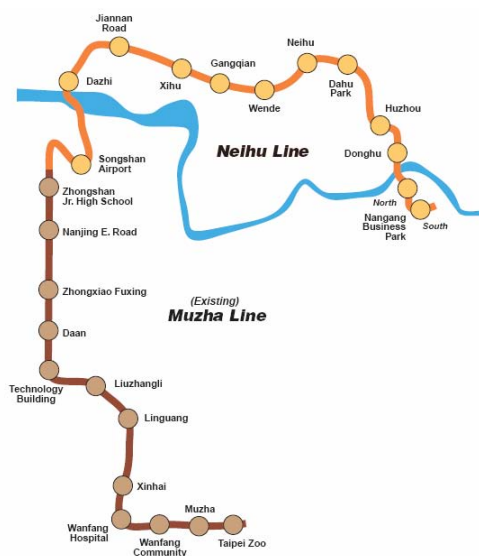 Jiannan
Road
Dazhi
Xihu
Gangqian
Wende
Neihu
Dahu
Park
Huzhou
Donghu
Neihu Line
North
Nangang
Business
Park
South
Songshan
Airport
Zhongshan
Jr. High School
Nanjing E. Road
Zhongxiao Fuxing
(Existing)
Muzha Line
Daan
Technology
Building
Liuzhangli
Linguang
Xinhai
Wanfang
Hospital
Wanfang
Community
Muzha
Taipei Zoo